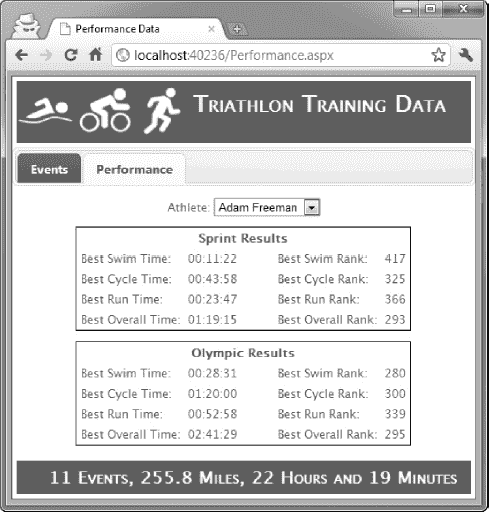 Performance Data
localhost:40236/Performance.aspx
Triathlon Training Data
Events Performance
Athlete: Adam Freeman
Sprint Results
Best Swim Time: 00:11:22 Best Swim Rank: 417
Best Cycle Time: 00:43:58 Best Cycle Rank: 325
Best Run Time: 00:23:47 Best Run Rank: 366
Best Overall Time: 01:19:15 Best Overall Rank: 293
Olympic Results
Best Swim Time: 00:28:31 Best Swim Rank: 280
Best Cycle Time: 01:20:00 Best Cycle Rank: 300
Best Run Time: 00:52:58 Best Run Rank: 339
Best Overall Time: 02:41:29 Best Overall Rank: 295
11 Events, 255.8 Miles, 22 Hours and 19 Minutes